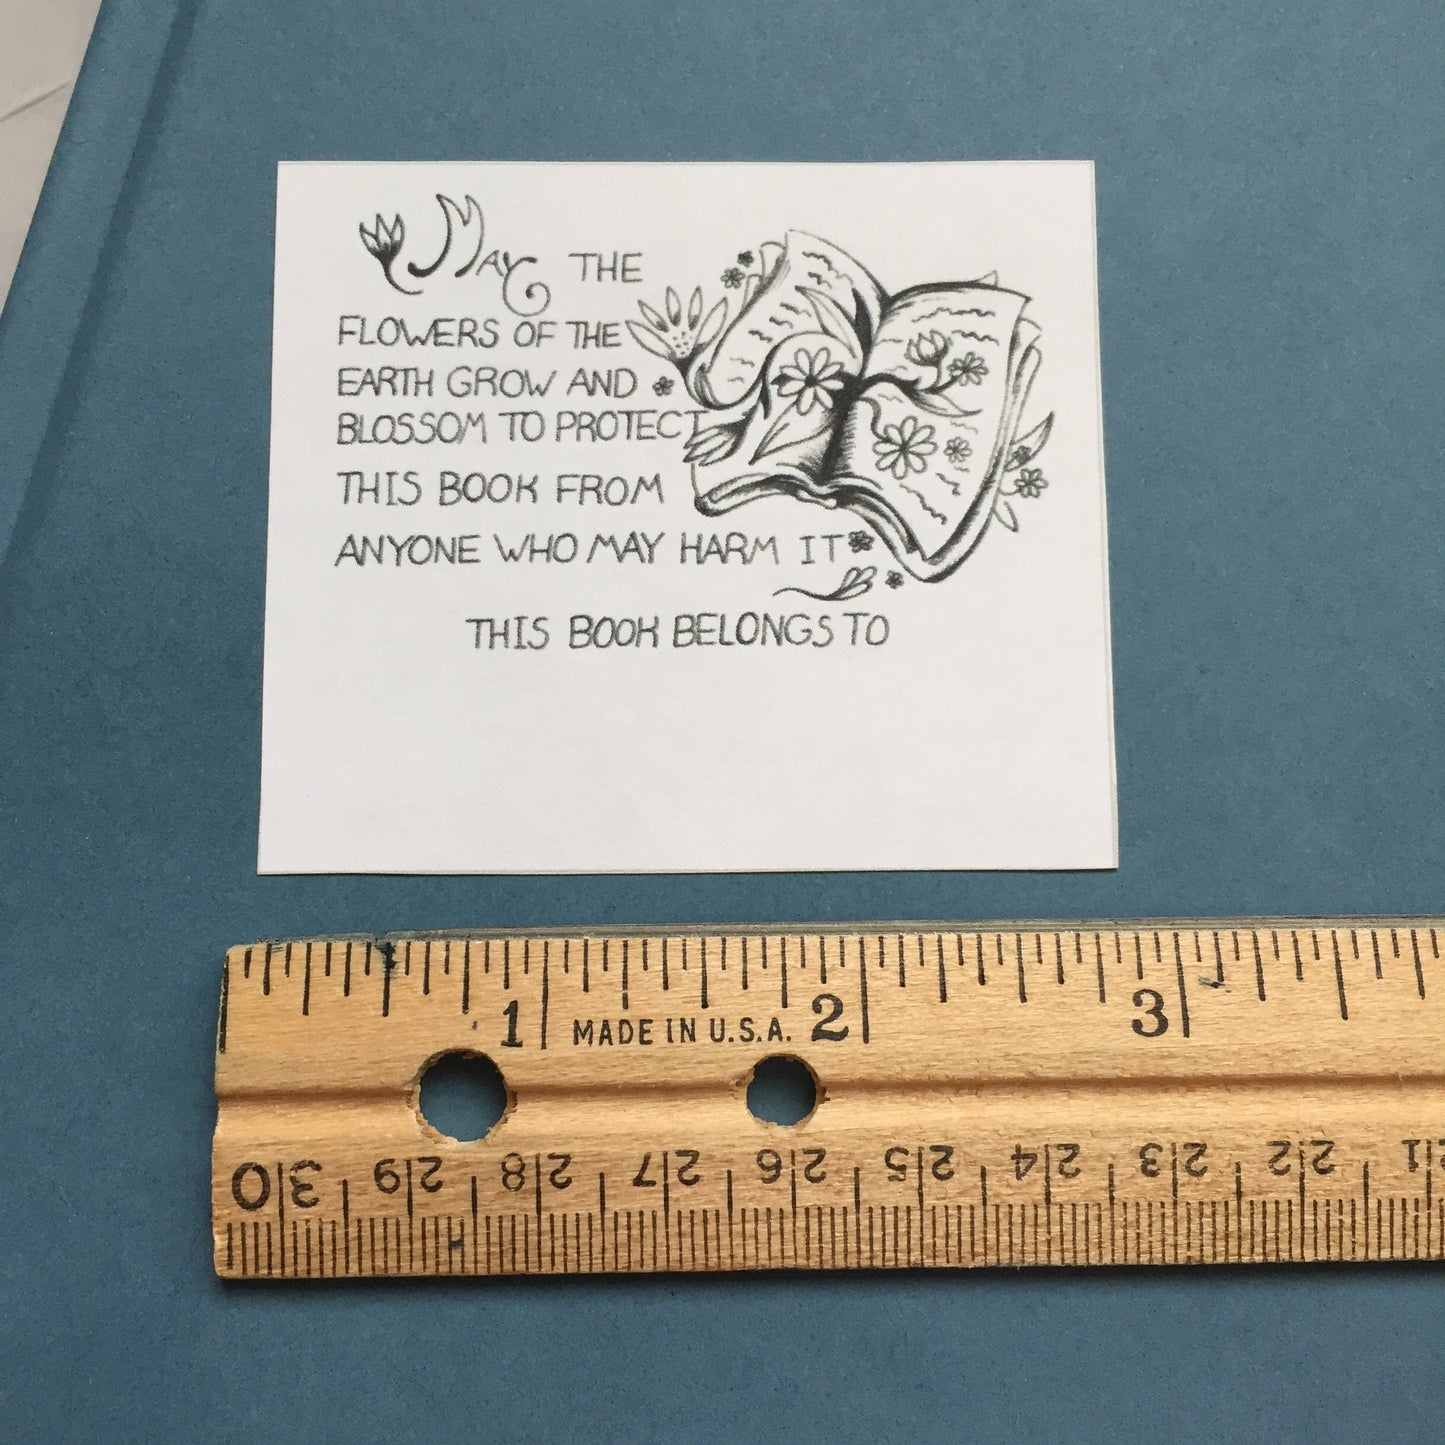 MAY THE
FLOWERS OF THE
EARTH GROW AND
BLOSSOM TO PROTECT
THIS BOOK FROM
ANYONE WHO MAY HARM IT
THIS BOOK BELONGS TO
1 MADE IN U.S.A. 2 3
0 30 29 28 27 26 25 24 23 22